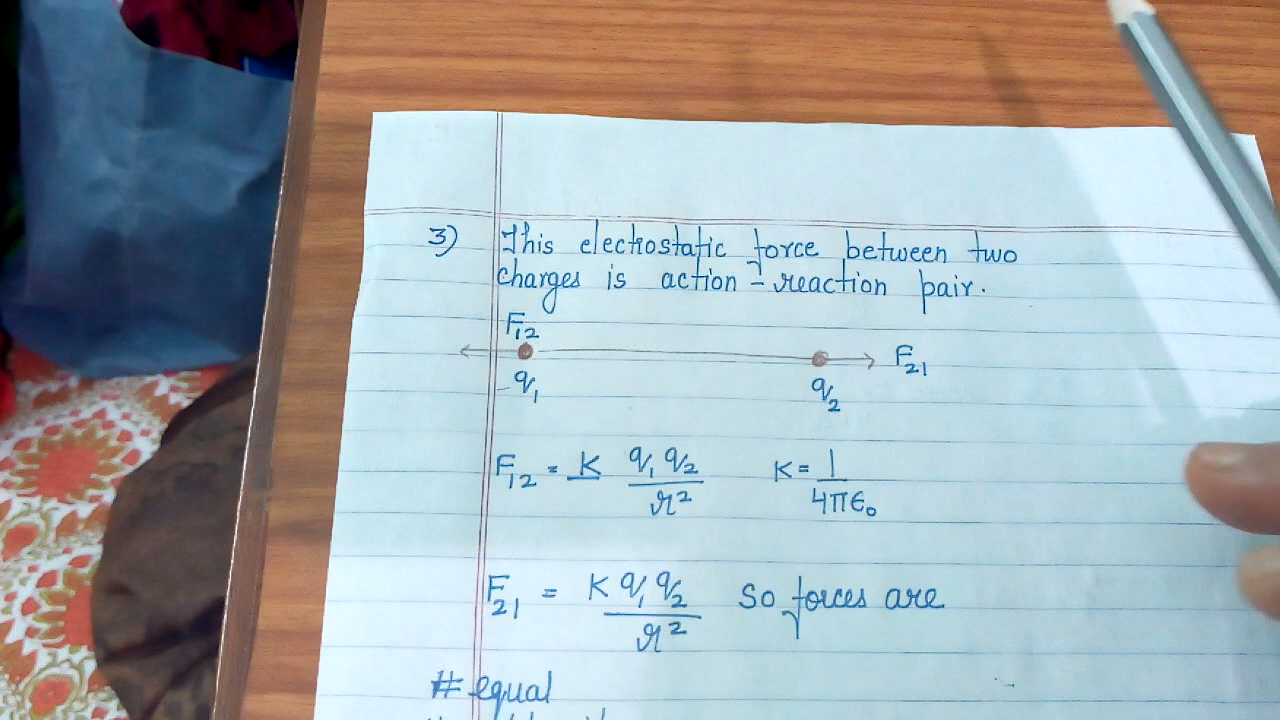 3) This electrostatic force between two
charges is action - reaction pair.
F₁₂
F₂₁
q₁
q₂
F₁₂ = K q₁ q₂ / r² K = 1 / 4πϵ₀
F₂₁ = K q₁ q₂ / r² So forces are
# equal